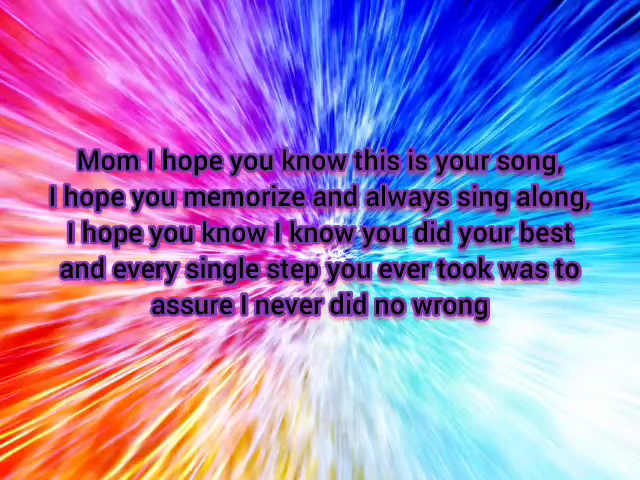 Mom I hope you know this is your song,
I hope you memorize and always sing along,
I hope you know I know you did your best
and every single step you ever took was to
assure I never did no wrong